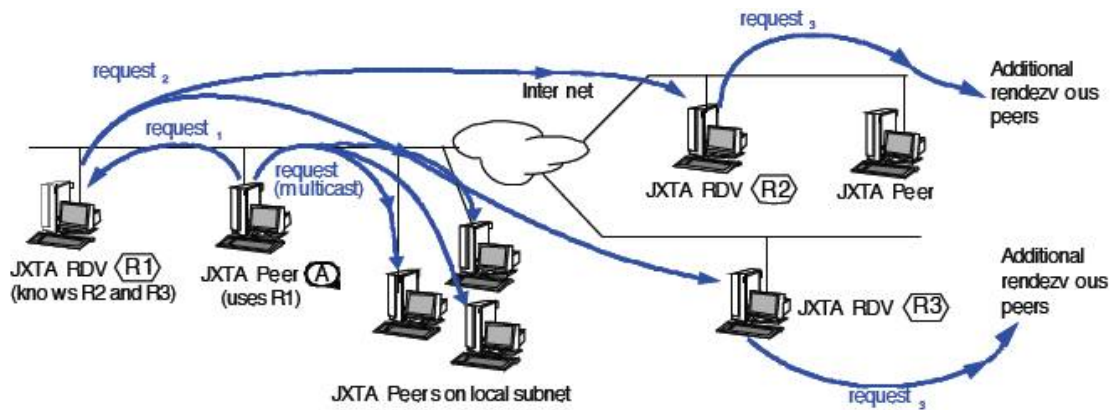 request 3
request 2
Inter net
Additional
rendezv ous
peers
request 1
request
(multicast)
JXTA RDV R2
JXTA Peer
JXTA RDV R1
(kno ws R2 and R3)
JXTA Peer A
(uses R1)
JXTA RDV R3
Additional
rendezv ous
peers
JXTA Peers on local subnet
request 3